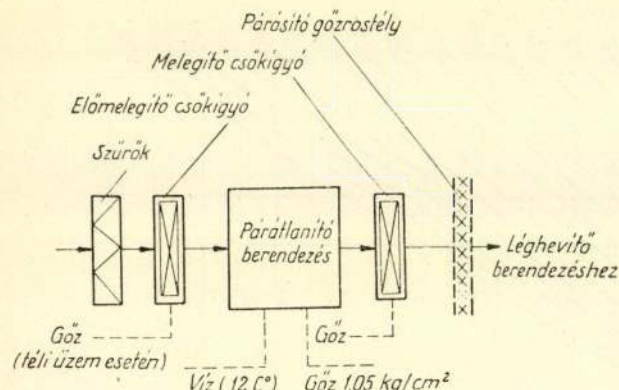 Párásító gőzrostély
Melegítő csőkígyó
Előmelegítő csőkígyó
Szűrők
Párátlanító
berendezés
Léghevítő
berendezéshez
Gőz
(téli üzem esetén)
Gőz
Víz (12 C°)
Gőz 1.05 kg/cm²